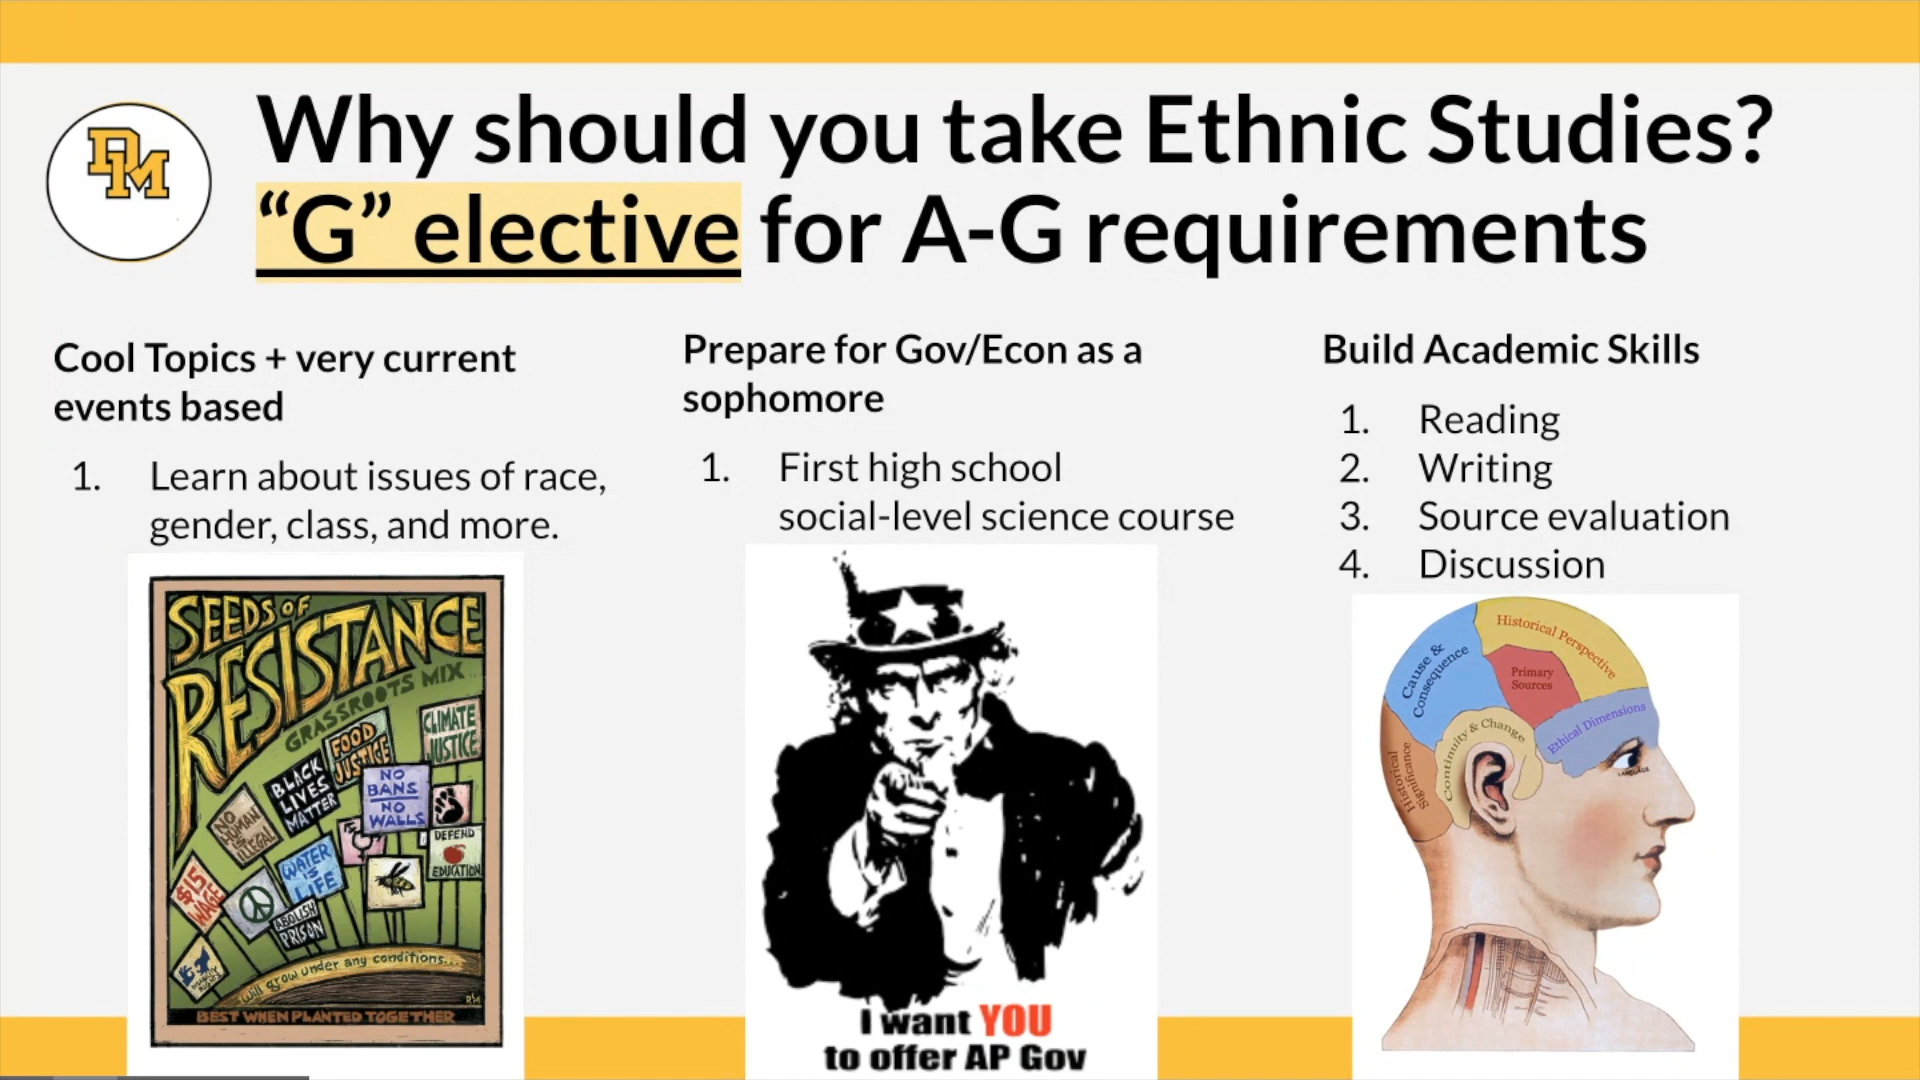 DM
Why should you take Ethnic Studies?
“G” elective for A-G requirements
Cool Topics + very current
events based
1. Learn about issues of race,
gender, class, and more.
SEEDS OF
RESISTANCE
GRASSROOTS MIX
CLIMATE
JUSTICE
FOOD
JUSTICE
BLACK
LIVES
MATTER
NO
BANS
NO
WALLS
NO
HUMAN
IS
ILLEGAL
DEFEND
EDUCATION
WATER
IS
LIFE
$15
WAGE
ABOLISH
PRISON
will grow under any conditions....
BEST WHEN PLANTED TOGETHER
Prepare for Gov/Econ as a
sophomore
1. First high school
social-level science course
I want YOU
to offer AP Gov
Build Academic Skills
1. Reading
2. Writing
3. Source evaluation
4. Discussion
Historical Perspective
Cause &
Consequence
Primary
Sources
Ethical Dimensions
Continuity & Change
Historical
Significance
LANGUAGE